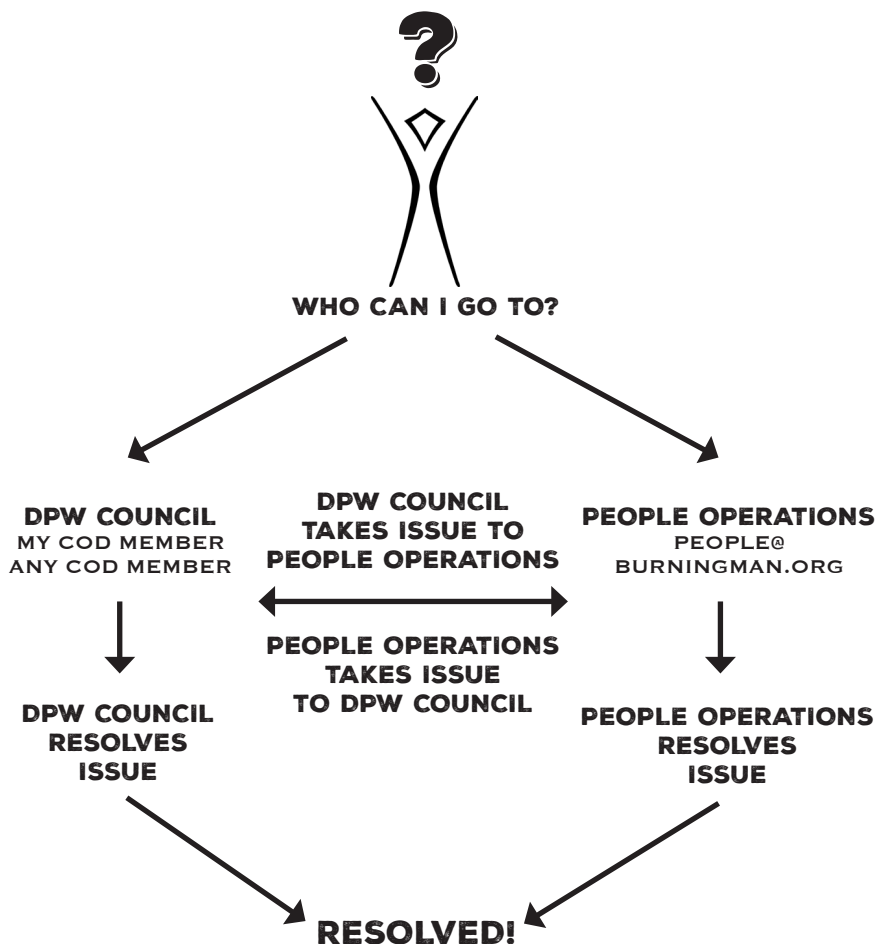 ?
WHO CAN I GO TO?
DPW COUNCIL
MY COD MEMBER
ANY COD MEMBER
DPW COUNCIL
TAKES ISSUE TO
PEOPLE OPERATIONS
PEOPLE OPERATIONS
TAKES ISSUE
TO DPW COUNCIL
PEOPLE OPERATIONS
PEOPLE@
BURNINGMAN.ORG
DPW COUNCIL
RESOLVES
ISSUE
PEOPLE OPERATIONS
RESOLVES
ISSUE
RESOLVED!